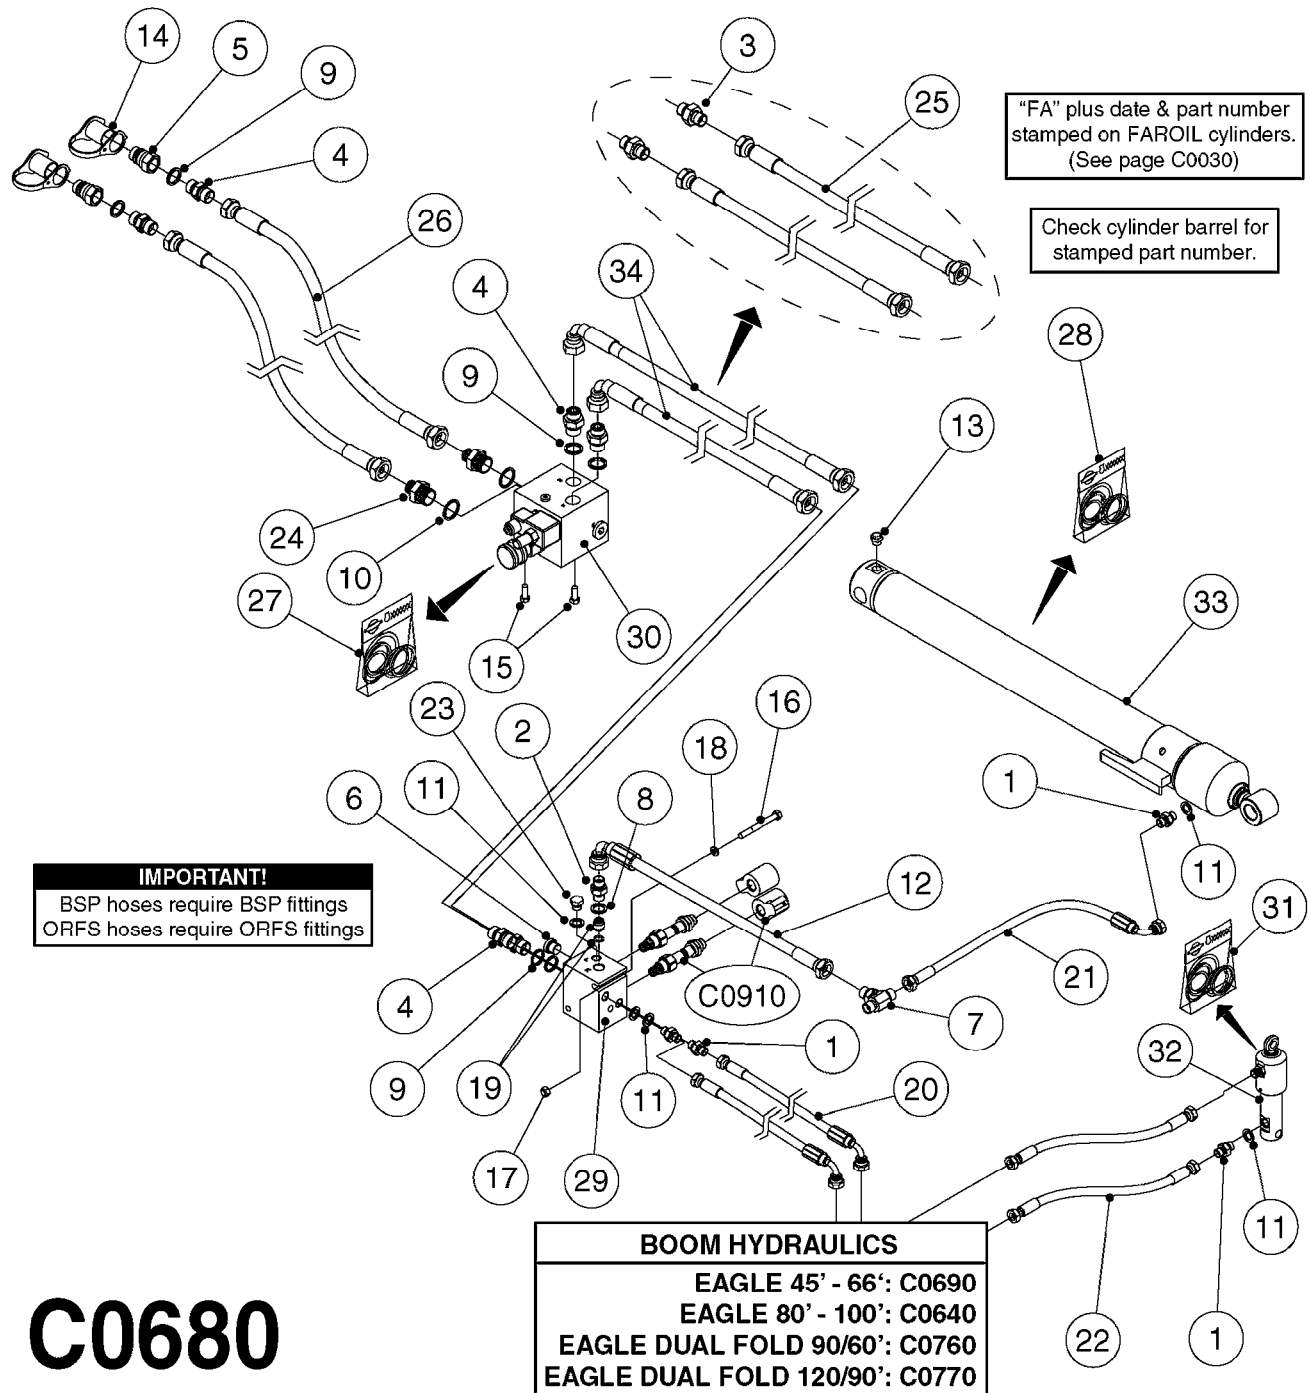 14
5
9
4
3
25
"FA" plus date & part number
stamped on FAROIL cylinders.
(See page C0030)
Check cylinder barrel for
stamped part number.
26
4
34
28
9
13
24
10
27
CXXXXXX
CXXXXXX
15
30
33
23
2
16
18
1
6
11
8
IMPORTANT!
BSP hoses require BSP fittings
ORFS hoses require ORFS fittings
12
11
31
CXXXXXX
21
C0910
4
7
1
32
9
19
11
20
17
29
11
BOOM HYDRAULICS
EAGLE 45' - 66': C0690
EAGLE 80' - 100': C0640
EAGLE DUAL FOLD 90/60': C0760
EAGLE DUAL FOLD 120/90': C0770
22
1
C0680